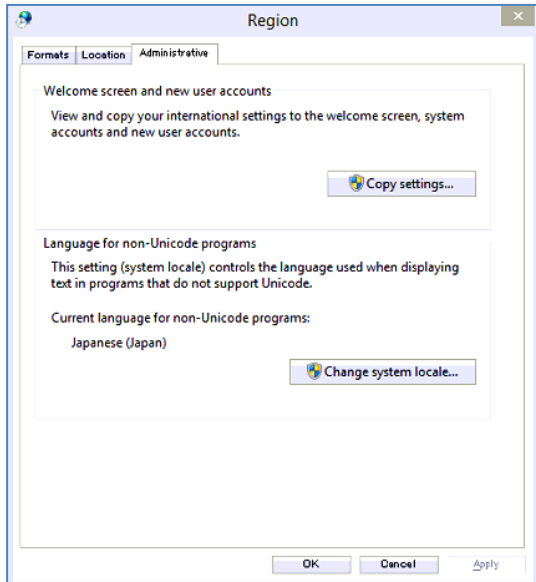 Region
Formats Location Administrative
Welcome screen and new user accounts
View and copy your international settings to the welcome screen, system
accounts and new user accounts.
Copy settings...
Language for non-Unicode programs
This setting (system locale) controls the language used when displaying
text in programs that do not support Unicode.
Current language for non-Unicode programs:
Japanese (Japan)
Change system locale...
OK Cancel Apply